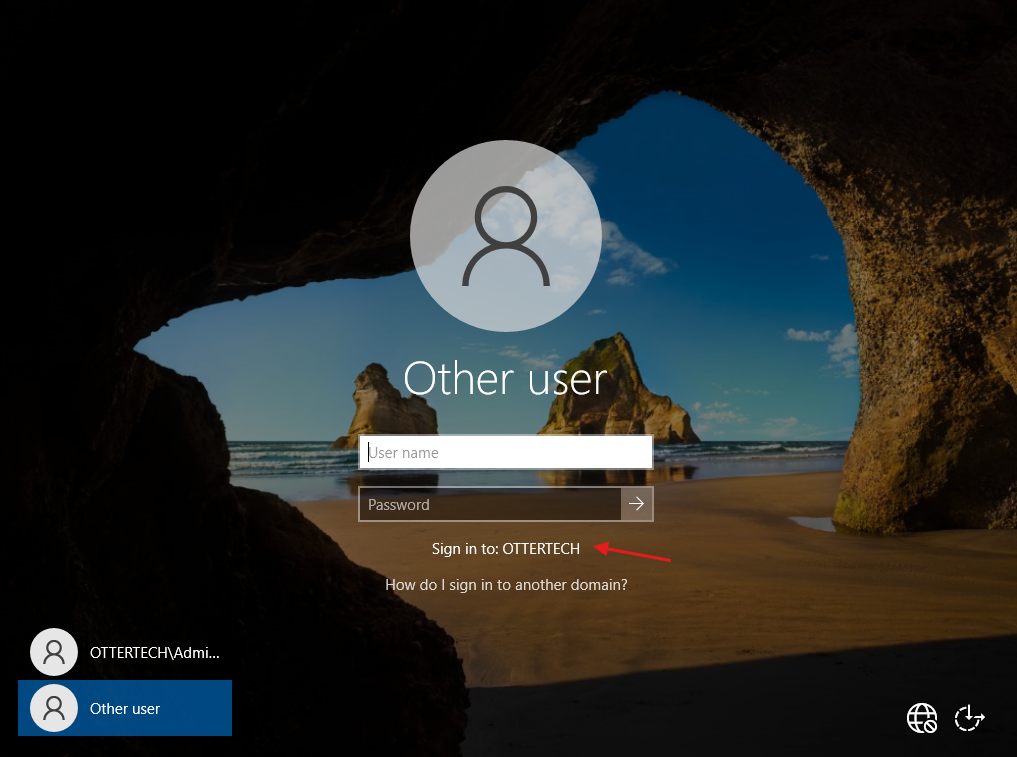 Other user
User name
Password
Sign in to: OTTERTECH
How do I sign in to another domain?
OTTERTECH\Admi...
Other user